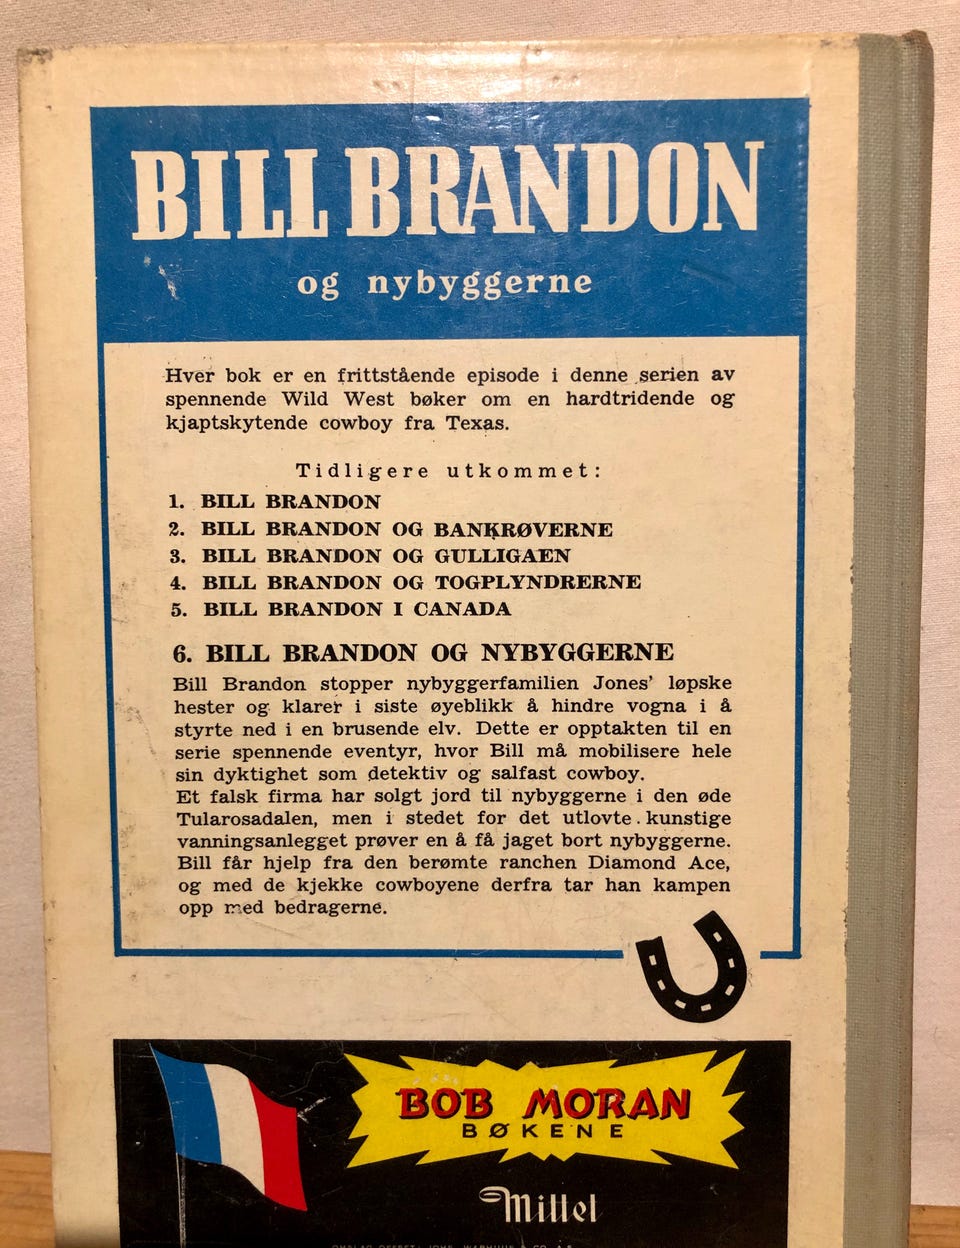 BILL BRANDON
og nybyggerne
Hver bok er en frittstående episode i denne serien av
spennende Wild West bøker om en hardtridende og
kjaptskytende cowboy fra Texas.
Tidligere utkommet:
1. BILL BRANDON
2. BILL BRANDON OG BANKRØVERNE
3. BILL BRANDON OG GULLIGAEN
4. BILL BRANDON OG TOGPLYNDRERNE
5. BILL BRANDON I CANADA
6. BILL BRANDON OG NYBYGGERNE
Bill Brandon stopper nybyggerfamilien Jones' løpske
hester og klarer i siste øyeblikk å hindre vogna i å
styrte ned i en brusende elv. Dette er opptakten til en
serie spennende eventyr, hvor Bill må mobilisere hele
sin dyktighet som detektiv og salfast cowboy.
Et falsk firma har solgt jord til nybyggerne i den øde
Tularosadalen, men i stedet for det utlovte kunstige
vanningsanlegget prøver en å få jaget bort nybyggerne.
Bill får hjelp fra den berømte ranchen Diamond Ace,
og med de kjekke cowboyene derfra tar han kampen
opp med bedragerne.
BOB MORAN
BØKENE
Mittel